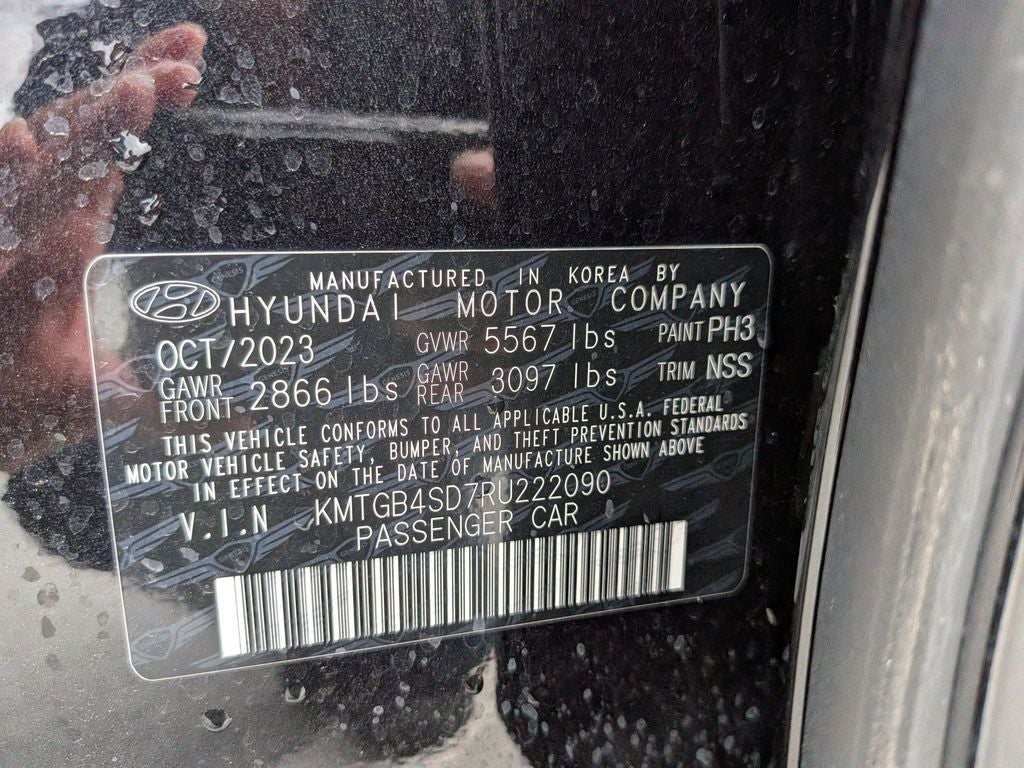 MANUFACTURED IN KOREA BY
HYUNDAI MOTOR COMPANY
OCT/2023 GVWR 5567 lbs PAINT PH3
GAWR FRONT 2866 lbs GAWR REAR 3097 lbs TRIM NSS
THIS VEHICLE CONFORMS TO ALL APPLICABLE U.S.A. FEDERAL
MOTOR VEHICLE SAFETY, BUMPER, AND THEFT PREVENTION STANDARDS
IN EFFECT ON THE DATE OF MANUFACTURE SHOWN ABOVE
V.I.N KMTGB4SD7RU222090
PASSENGER CAR